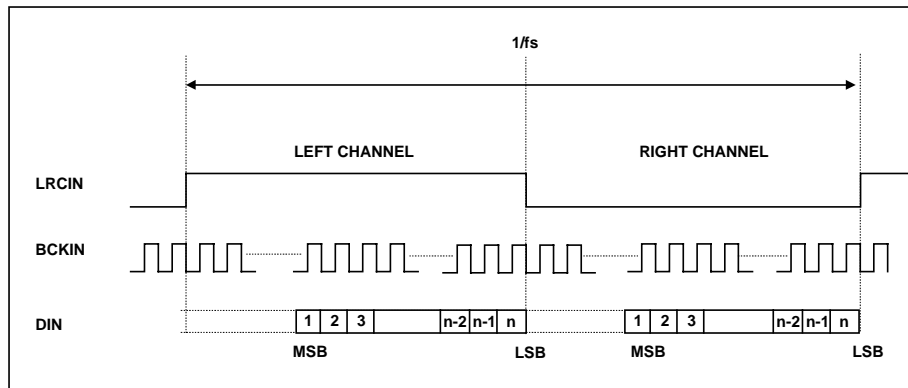 1/fs
LEFT CHANNEL RIGHT CHANNEL
LRCIN
BCKIN
DIN
1 2 3 n-2 n-1 n 1 2 3 n-2 n-1 n
MSB LSB MSB LSB